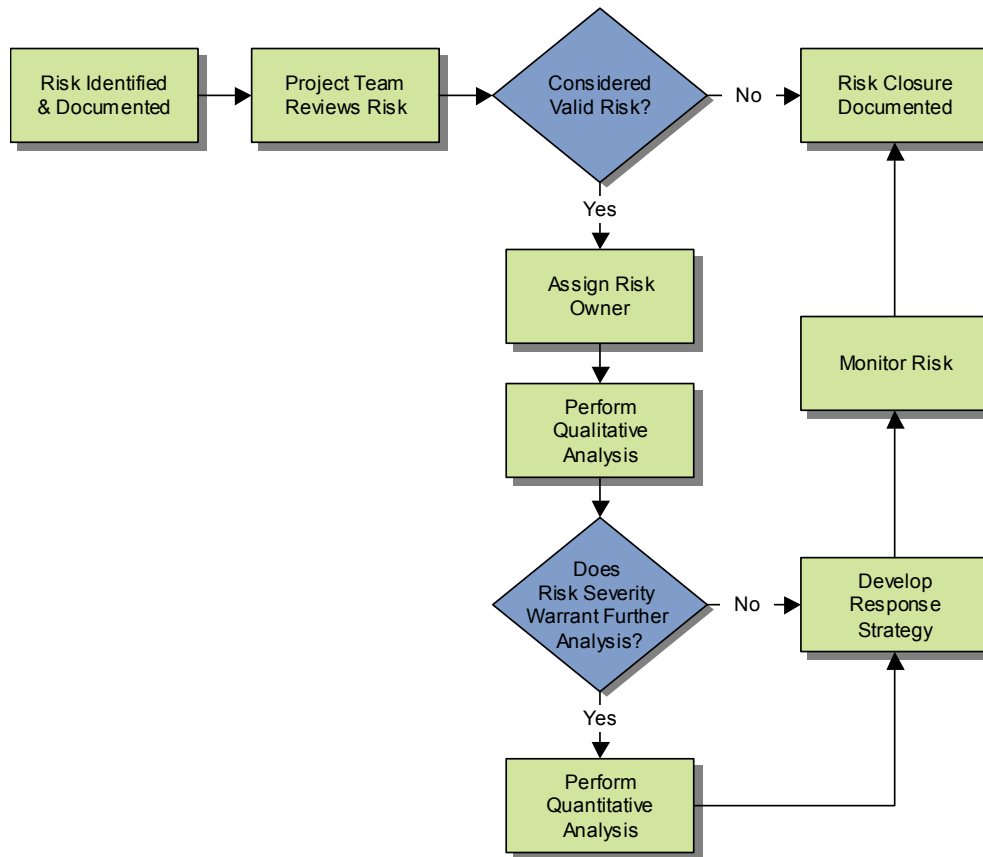 Risk Identified
& Documented
Project Team
Reviews Risk
Considered
Valid Risk?
No
Risk Closure
Documented
Yes
Assign Risk
Owner
Monitor Risk
Perform
Qualitative
Analysis
Does
Risk Severity
Warrant Further
Analysis?
No
Develop
Response
Strategy
Yes
Perform
Quantitative
Analysis